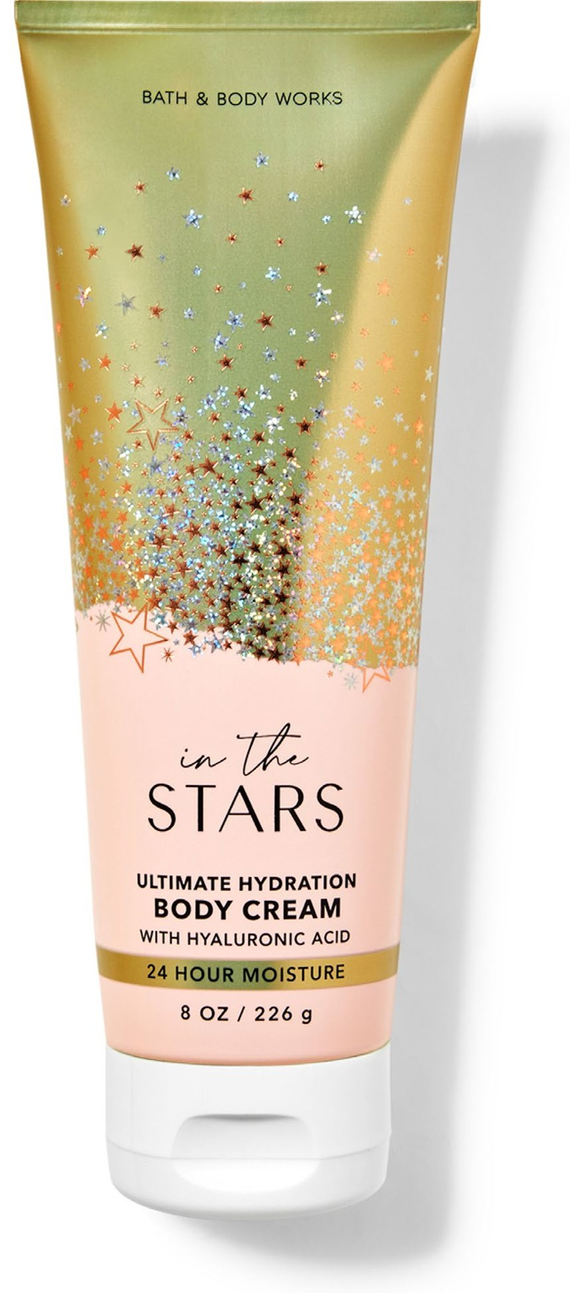 BATH & BODY WORKS
in the
STARS
ULTIMATE HYDRATION
BODY CREAM
WITH HYALURONIC ACID
24 HOUR MOISTURE
8 OZ / 226 g